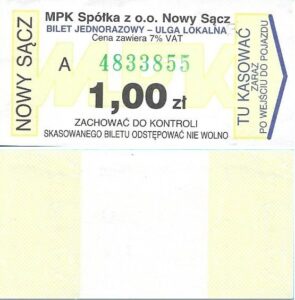 NOWY SĄCZ
MPK Spółka z o.o. Nowy Sącz
BILET JEDNORAZOWY – ULGA LOKALNA
Cena zawiera 7% VAT
A 4833855
1,00 zł
ZACHOWAĆ DO KONTROLI
SKASOWANEGO BILETU ODSTĘPOWAĆ NIE WOLNO
TU KASOWAĆ
ZARAZ
PO WEJŚCIU DO POJAZDU